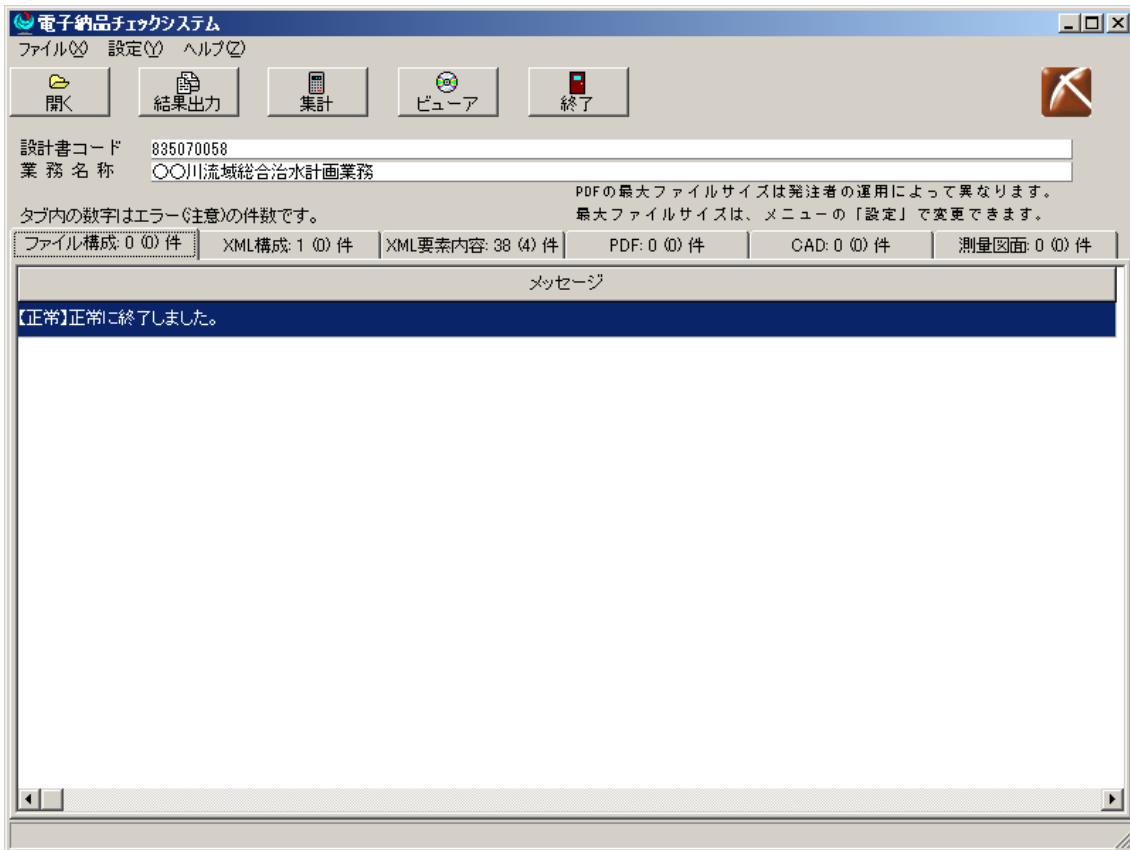 電子納品チェックシステム
ファイル(X) 設定(Y) ヘルプ(Z)
開く 結果出力 集計 ビューア 終了
設計書コード 835070058
業務名称 〇〇川流域総合治水計画業務
PDFの最大ファイルサイズは発注者の運用によって異なります。
タブ内の数字はエラー(注意)の件数です。 最大ファイルサイズは、メニューの「設定」で変更できます。
ファイル構成: 0 (0) 件 XML構成: 1 (0) 件 XML要素内容: 38 (4) 件 PDF: 0 (0) 件 CAD: 0 (0) 件 測量図面: 0 (0) 件
メッセージ
【正常】正常に終了しました。